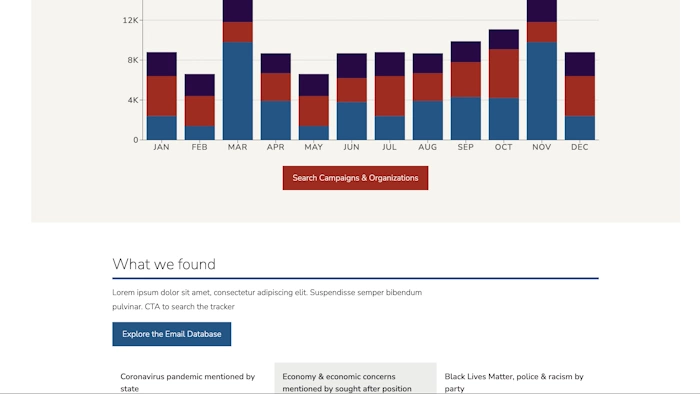 12K
8K
4K
0
JAN FEB MAR APR MAY JUN JUL AUG SEP OCT NOV DEC
Search Campaigns & Organizations
What we found
Lorem ipsum dolor sit amet, consectetur adipiscing elit. Suspendisse semper bibendum
pulvinar. CTA to search the tracker
Explore the Email Database
Coronavirus pandemic mentioned by
state
Economy & economic concerns
mentioned by sought after position
Black Lives Matter, police & racism by
party